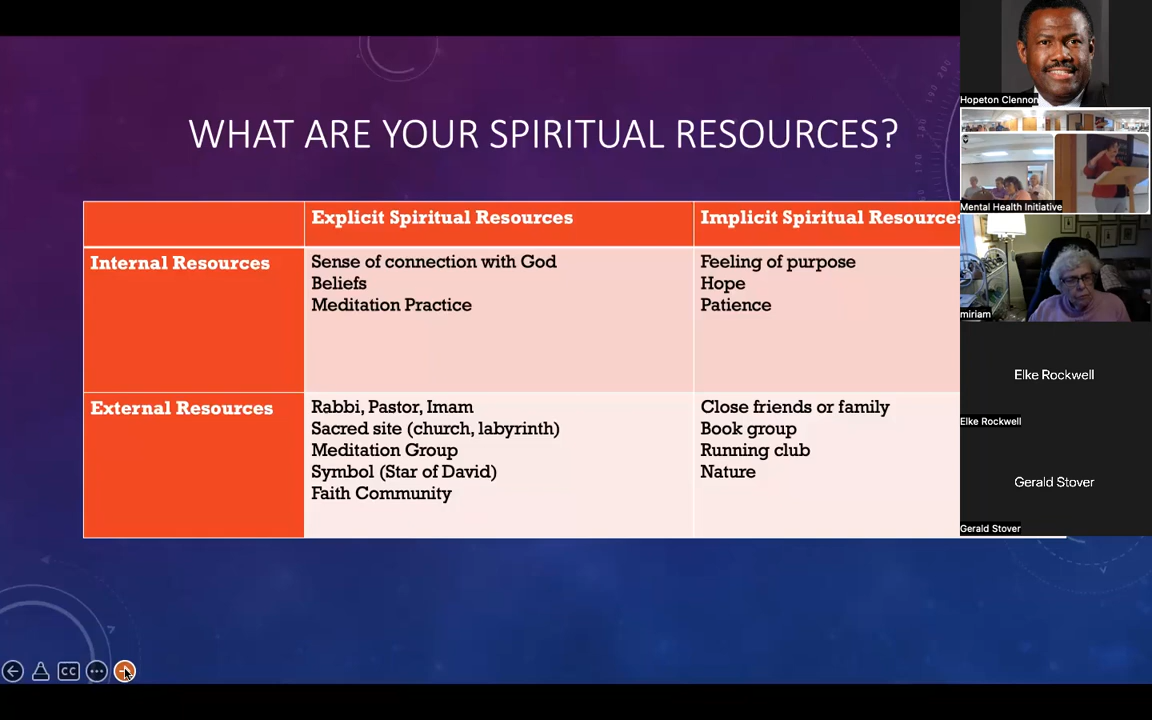 WHAT ARE YOUR SPIRITUAL RESOURCES?
Explicit Spiritual Resources
Implicit Spiritual Resources
Internal Resources
Sense of connection with God
Beliefs
Meditation Practice
Feeling of purpose
Hope
Patience
External Resources
Rabbi, Pastor, Imam
Sacred site (church, labyrinth)
Meditation Group
Symbol (Star of David)
Faith Community
Close friends or family
Book group
Running club
Nature
Hopeton Clennon
Mental Health Initiative
miriam
Elke Rockwell
Elke Rockwell
Gerald Stover
Gerald Stover
CC